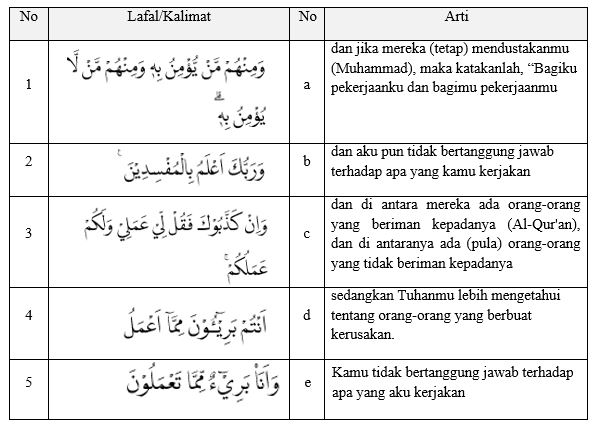 No Lafal/Kalimat No Arti
1 وَمِنْهُمْ مَّنْ يُّؤْمِنُ بِهٖ وَمِنْهُمْ مَّنْ لَّا
يُؤْمِنُ بِهٖۗ
a dan jika mereka (tetap) mendustakanmu
(Muhammad), maka katakanlah, “Bagiku
pekerjaanku dan bagimu pekerjaanmu
2 وَرَبُّكَ اَعْلَمُ بِالْمُفْسِدِيْنَ ۚ
b dan aku pun tidak bertanggung jawab
terhadap apa yang kamu kerjakan
3 وَاِنْ كَذَّبُوْكَ فَقُلْ لِّيْ عَمَلِيْ وَلَكُمْ
عَمَلُكُمْۚ
c dan di antara mereka ada orang-orang
yang beriman kepadanya (Al-Qur'an),
dan di antaranya ada (pula) orang-orang
yang tidak beriman kepadanya
4 اَنْتُمْ بَرِيْۤـُٔوْنَ مِمَّآ اَعْمَلُ
d sedangkan Tuhanmu lebih mengetahui
tentang orang-orang yang berbuat
kerusakan.
5 وَاَنَا۠ بَرِيْۤءٌ مِّمَّا تَعْمَلُوْنَ
e Kamu tidak bertanggung jawab terhadap
apa yang aku kerjakan